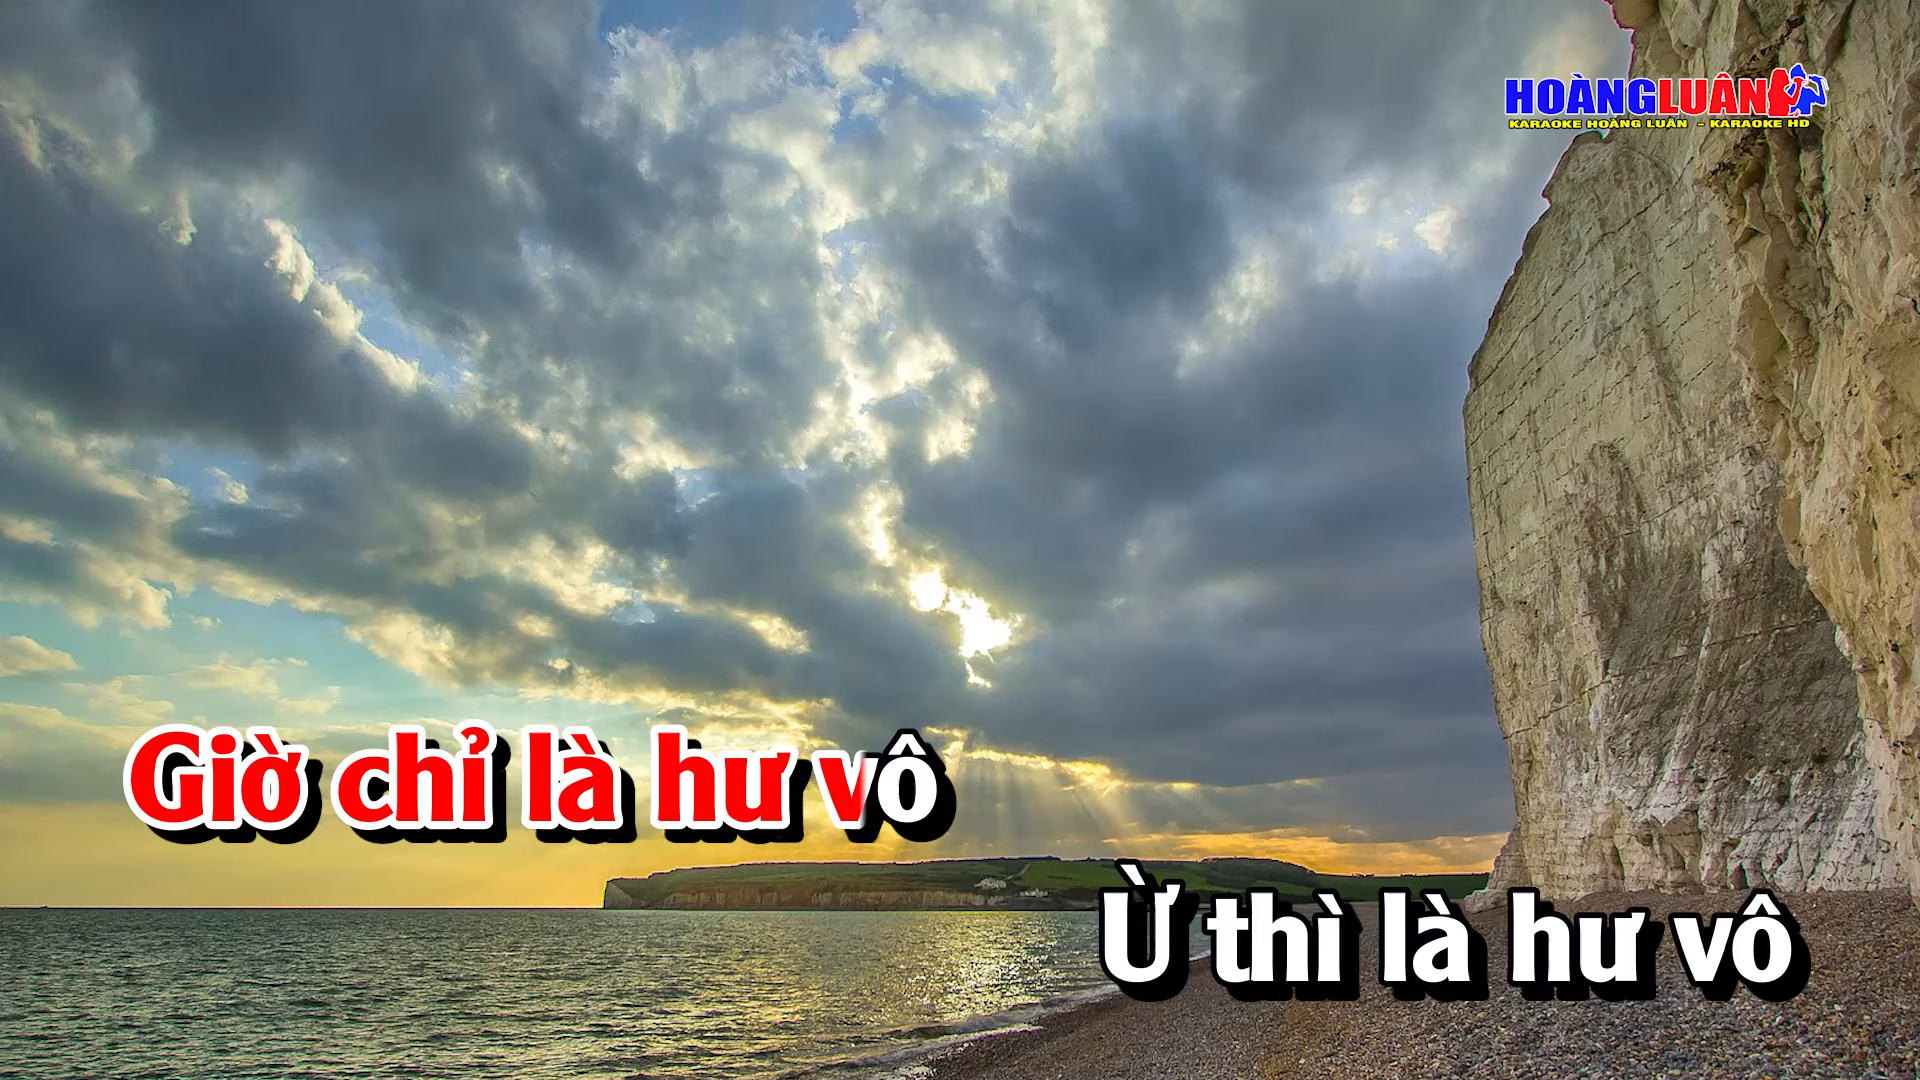 HOÀNGLUÂN
KARAOKE HOÀNG LUÂN - KARAOKE HD
Giờ chỉ là hư vô
Ừ thì là hư vô